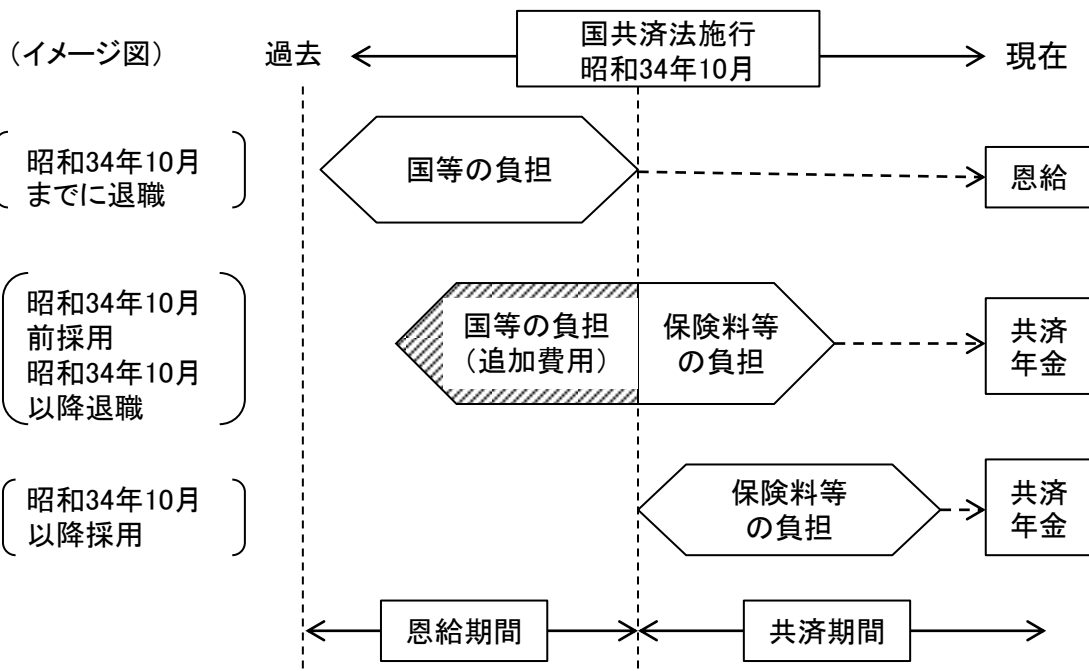 （イメージ図）
過去
国共済法施行
昭和34年10月
現在
昭和34年10月
までに退職
国等の負担
恩給
昭和34年10月
前採用
昭和34年10月
以降退職
国等の負担
（追加費用）
保険料等
の負担
共済
年金
昭和34年10月
以降採用
保険料等
の負担
共済
年金
恩給期間
共済期間